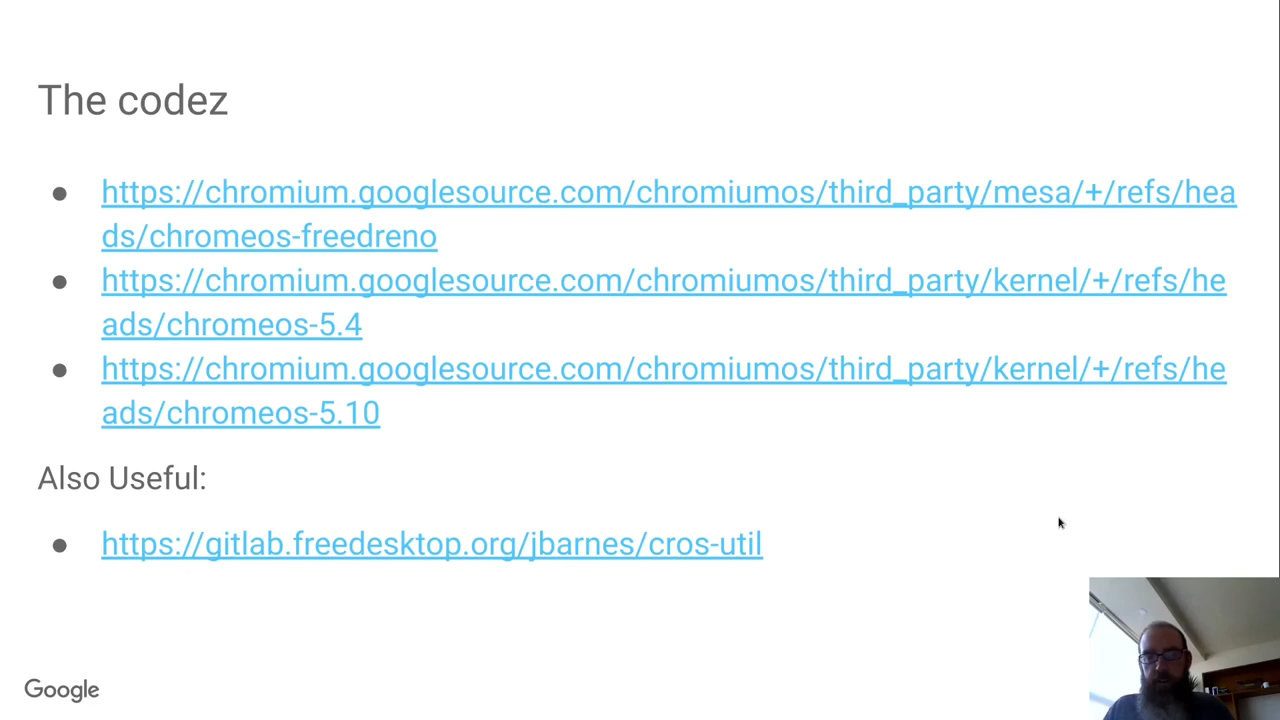 The codez
● https://chromium.googlesource.com/chromiumos/third_party/mesa/+/refs/hea
ds/chromeos-freedreno
● https://chromium.googlesource.com/chromiumos/third_party/kernel/+/refs/he
ads/chromeos-5.4
● https://chromium.googlesource.com/chromiumos/third_party/kernel/+/refs/he
ads/chromeos-5.10
Also Useful:
● https://gitlab.freedesktop.org/jbarnes/cros-util
Google